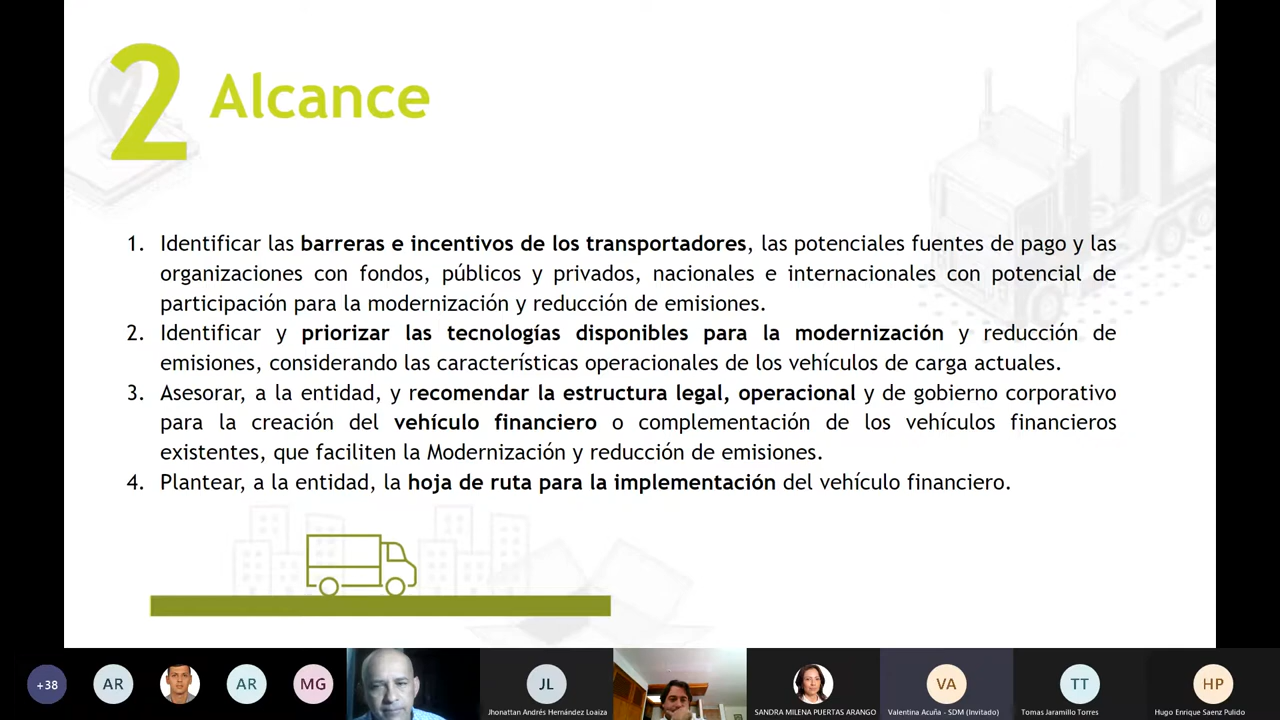 2 Alcance
1. Identificar las barreras e incentivos de los transportadores, las potenciales fuentes de pago y las
organizaciones con fondos, públicos y privados, nacionales e internacionales con potencial de
participación para la modernización y reducción de emisiones.
2. Identificar y priorizar las tecnologías disponibles para la modernización y reducción de
emisiones, considerando las características operacionales de los vehículos de carga actuales.
3. Asesorar, a la entidad, y recomendar la estructura legal, operacional y de gobierno corporativo
para la creación del vehículo financiero o complementación de los vehículos financieros
existentes, que faciliten la Modernización y reducción de emisiones.
4. Plantear, a la entidad, la hoja de ruta para la implementación del vehículo financiero.
+38 AR AR MG JL VA TT HP
Jhonattan Andrés Hernández Loaiza SANDRA MILENA PUERTAS ARANGO Valentina Acuña - SDM (Invitado) Tomas Jaramillo Torres Hugo Enrique Saenz Pulido